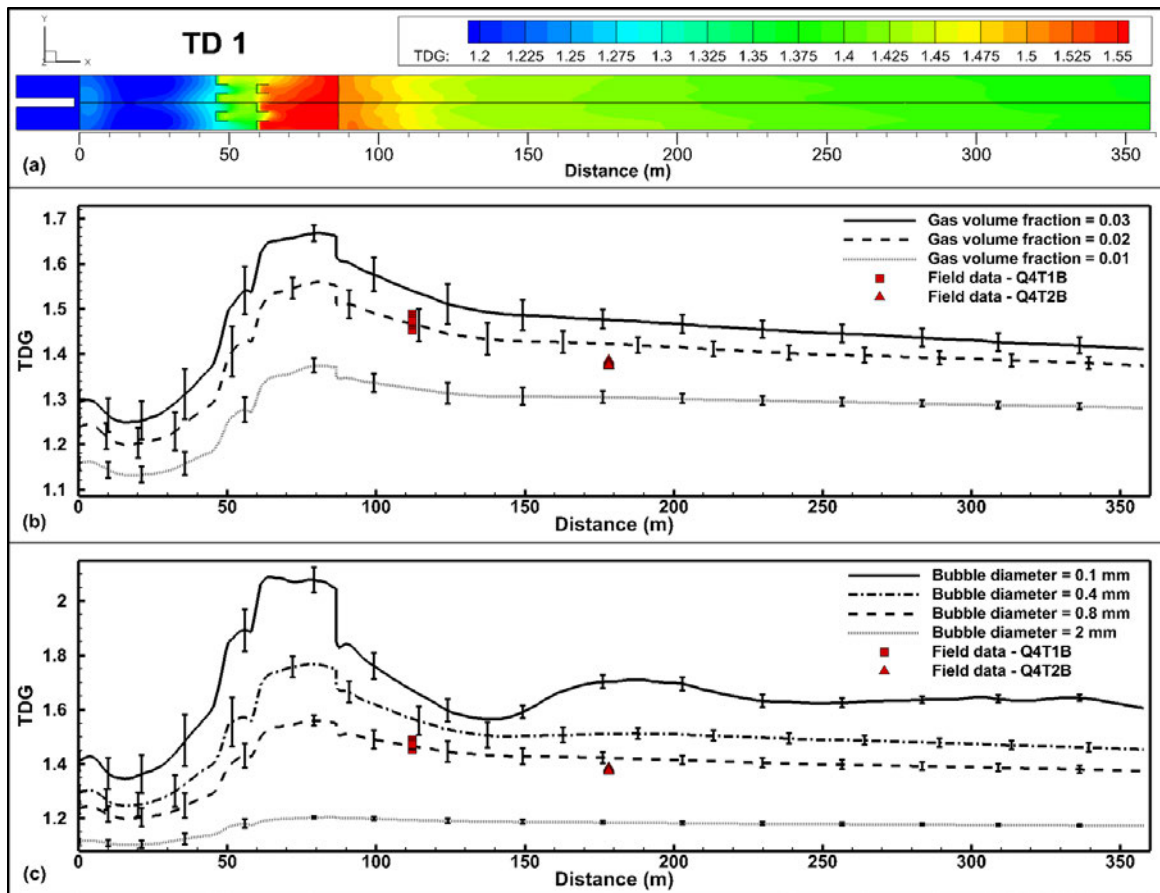 TD 1
Y
Z X
TDG: 1.2 1.225 1.25 1.275 1.3 1.325 1.35 1.375 1.4 1.425 1.45 1.475 1.5 1.525 1.55
0 50 100 150 200 250 300 350
(a) Distance (m)
TDG
1.7
1.6
1.5
1.4
1.3
1.2
1.1
Gas volume fraction = 0.03
Gas volume fraction = 0.02
Gas volume fraction = 0.01
Field data - Q4T1B
Field data - Q4T2B
0 50 100 150 200 250 300 350
(b) Distance (m)
TDG
2
1.8
1.6
1.4
1.2
Bubble diameter = 0.1 mm
Bubble diameter = 0.4 mm
Bubble diameter = 0.8 mm
Bubble diameter = 2 mm
Field data - Q4T1B
Field data - Q4T2B
0 50 100 150 200 250 300 350
(c) Distance (m)